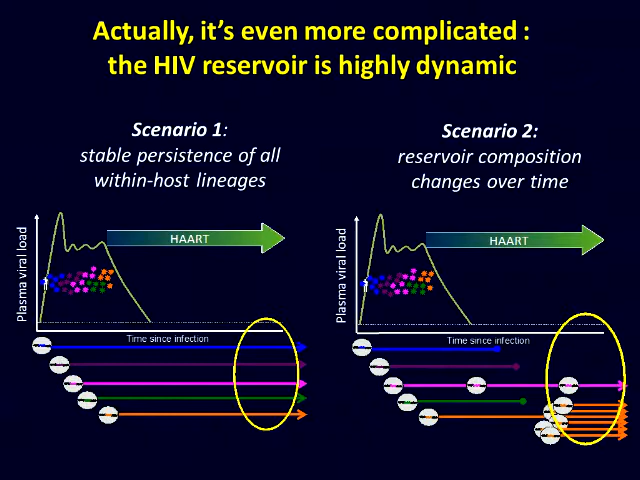 Actually, it's even more complicated :
the HIV reservoir is highly dynamic
Scenario 1:
stable persistence of all
within-host lineages
Scenario 2:
reservoir composition
changes over time
Plasma viral load
HAART
Time since infection
Plasma viral load
HAART
Time since infection